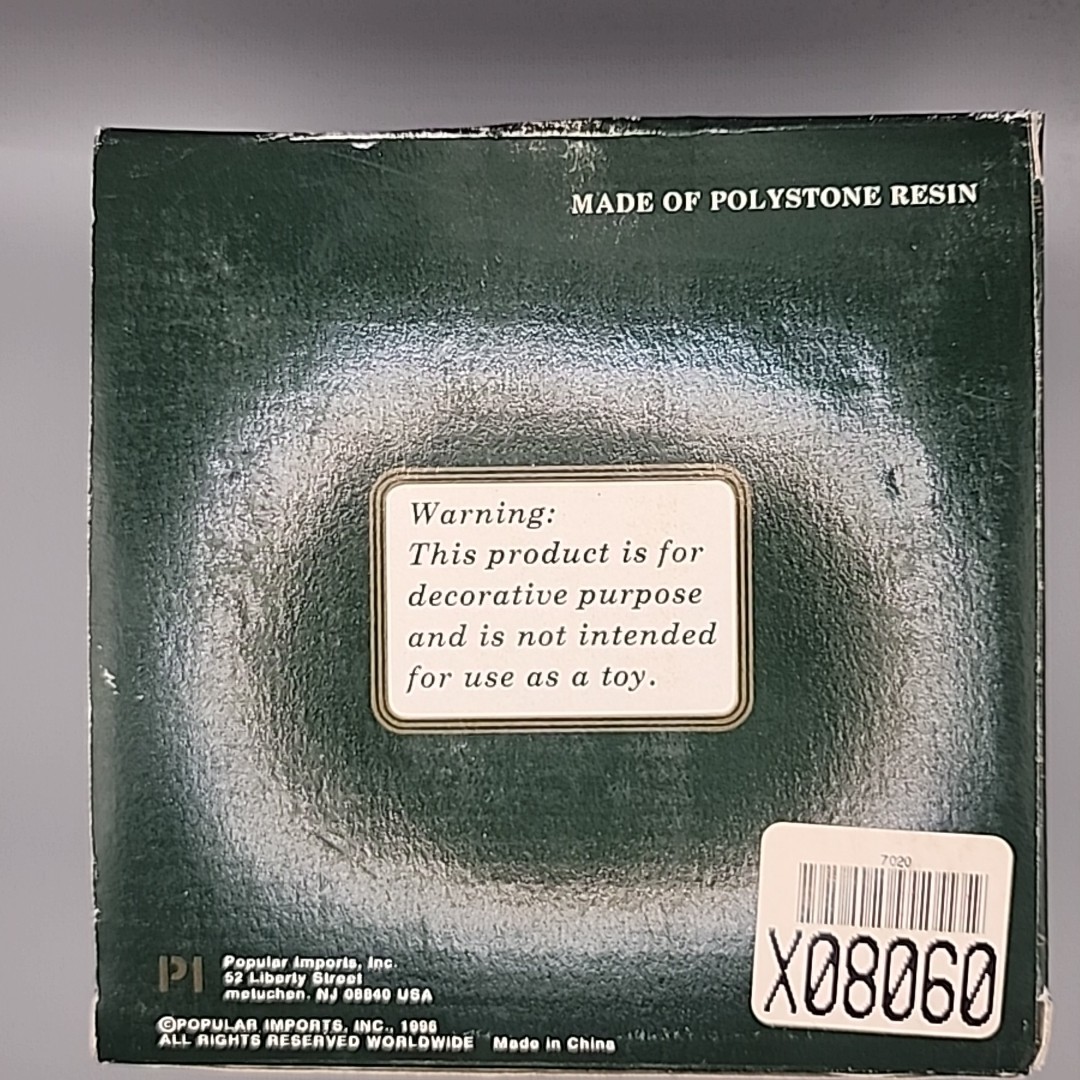 MADE OF POLYSTONE RESIN
Warning:
This product is for
decorative purpose
and is not intended
for use as a toy.
7020
X08060
PI
Popular Imports, Inc.
52 Liberty Street
metuchen, NJ 08840 USA
©POPULAR IMPORTS, INC., 1996
ALL RIGHTS RESERVED WORLDWIDE Made in China